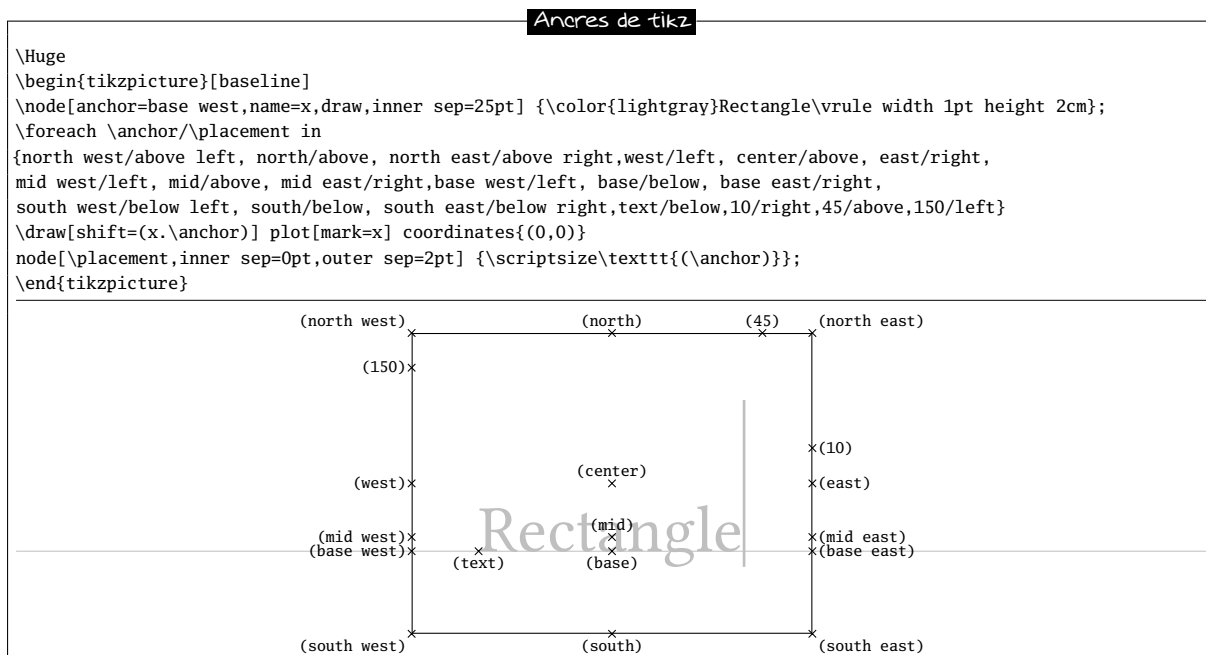 Ancres de tikz
\Huge
\begin{tikzpicture}[baseline]
\node[anchor=base west,name=x,draw,inner sep=25pt] {\color{lightgray}Rectangle\vrule width 1pt height 2cm};
\foreach \anchor/\placement in
{north west/above left, north/above, north east/above right,west/left, center/above, east/right,
mid west/left, mid/above, mid east/right,base west/left, base/below, base east/right,
south west/below left, south/below, south east/below right,text/below,10/right,45/above,150/left}
\draw[shift=(x.\anchor)] plot[mark=x] coordinates{(0,0)}
node[\placement,inner sep=0pt,outer sep=2pt] {\scriptsize\texttt{(\anchor)}};
\end{tikzpicture}
(north west) (north) (45) (north east)
(150)
(10)
(center)
(west) (east)
Rectangle
(mid)
(mid west) (mid east)
(base west) (base east)
(text) (base)
(south west) (south) (south east)